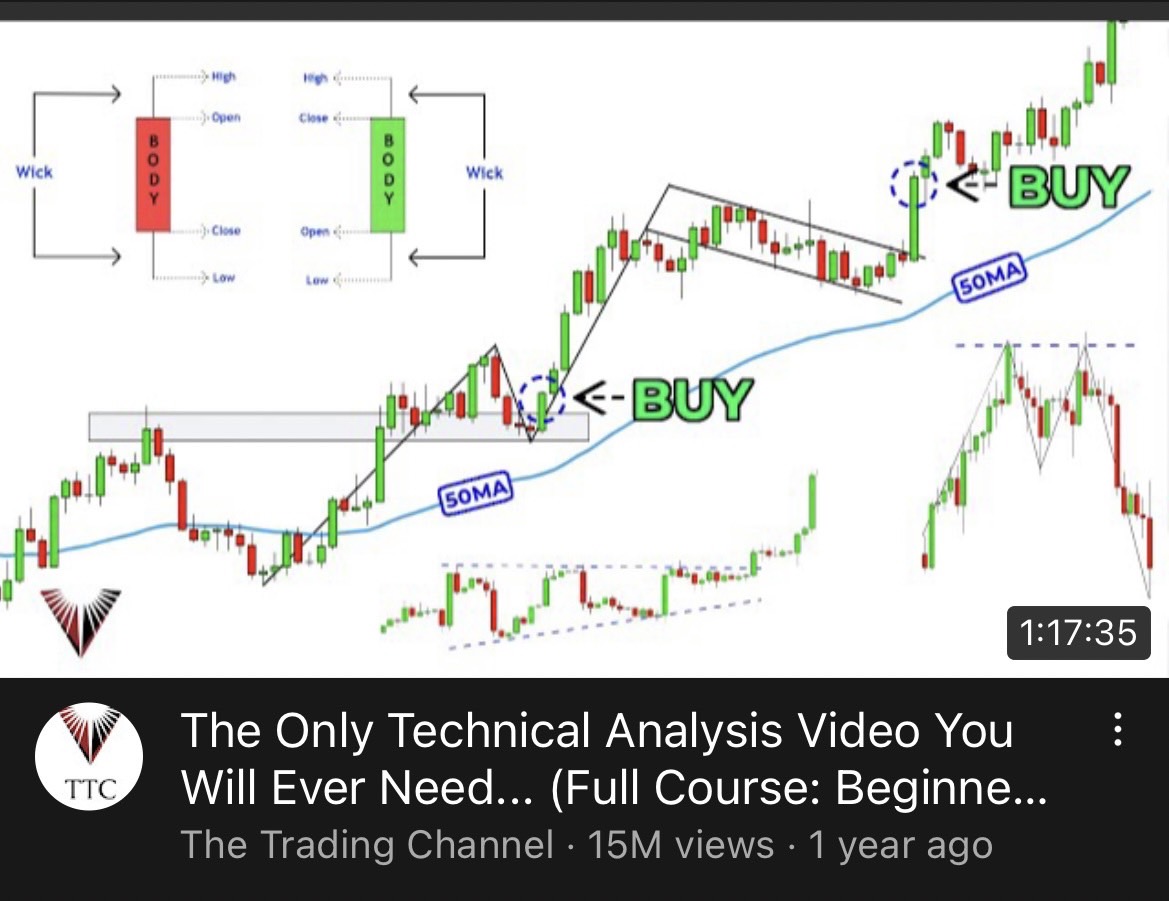 High
High
Open
Close
BODY
BODY
Wick
Wick
Close
Open
Low
Low
BUY
50MA
BUY
50MA
1:17:35
TTC
The Technical Analysis Video You
Will Ever Need... (Full Course: Beginne...
The Trading Channel · 15M views · 1 year ago